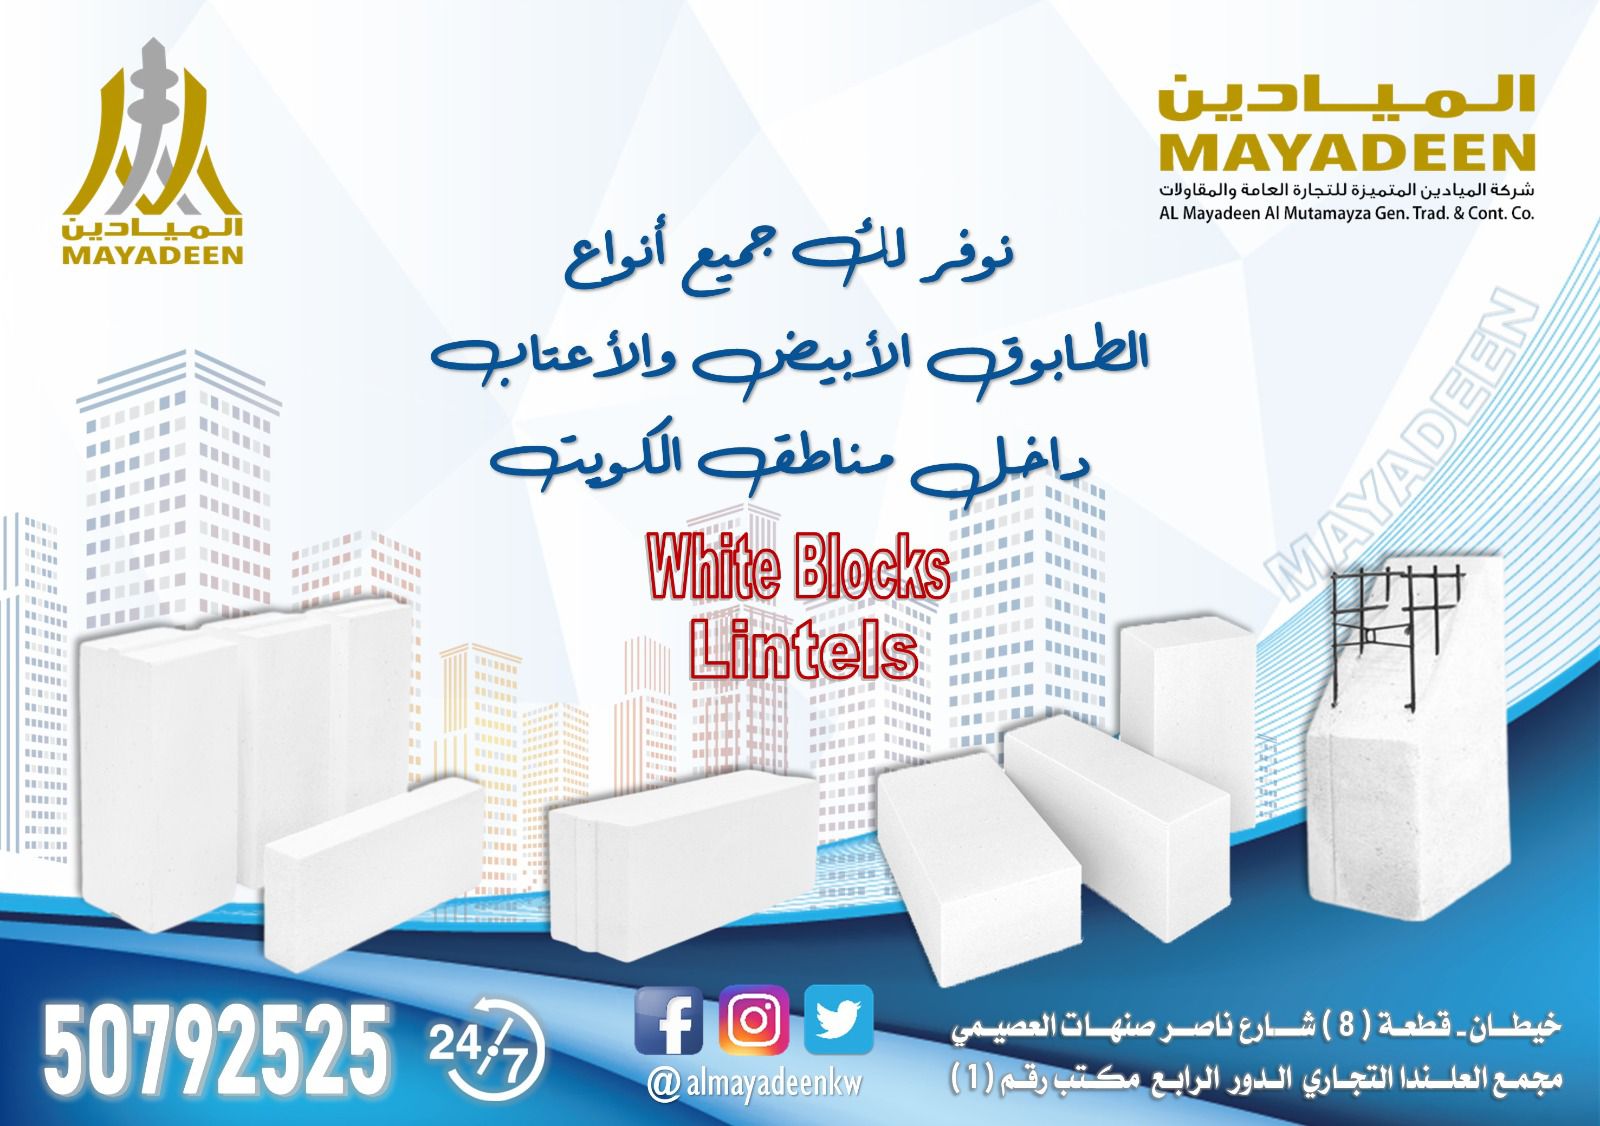 الميادين
MAYADEEN
الميادين
MAYADEEN
شركة الميادين المتميزة للتجارة العامة والمقاولات
AL Mayadeen Al Mutamayza Gen. Trad. & Cont. Co.
نوفر لك جميع أنواع
الطابوق الأبيض والأعتاب
داخل مناطق الكويت
White Blocks
Lintels
MAYADEEN
50792525
24/7
@almayadeenkw
خيطان - قطعة ( 8 ) شارع ناصر صنهات العصيمي
مجمع العلندا التجاري الدور الرابع مكتب رقم (1)